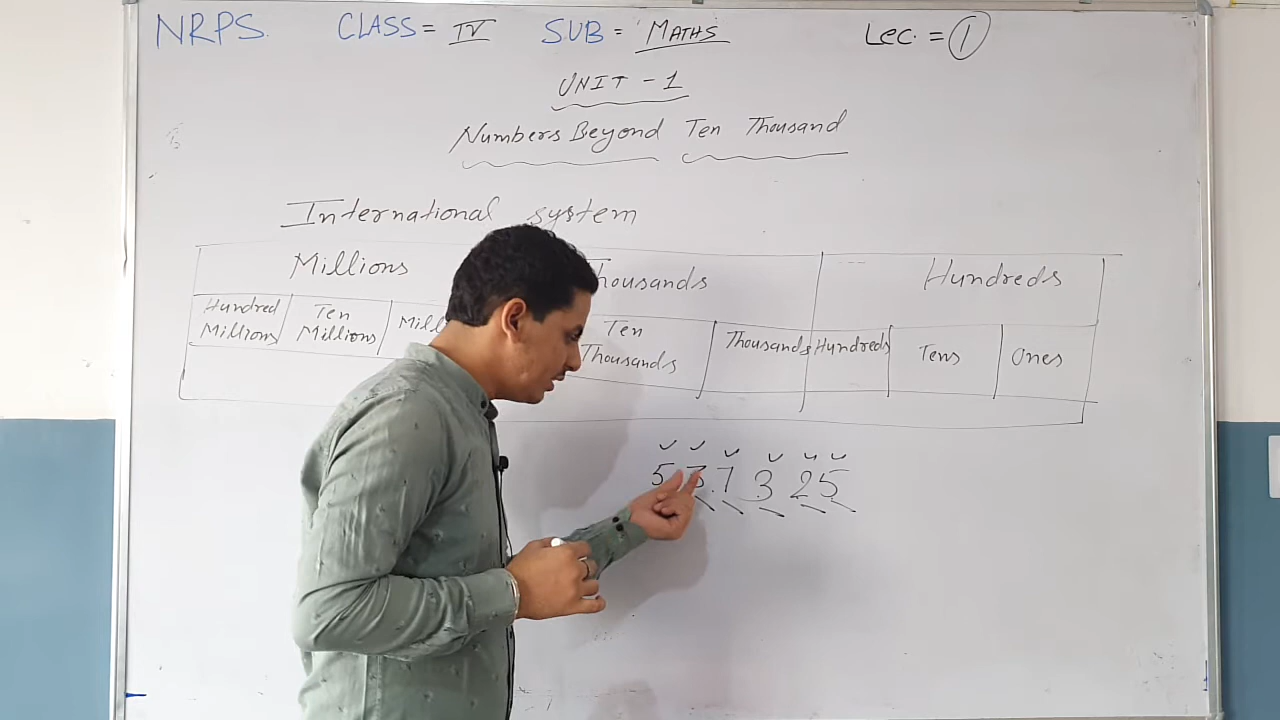 NRPS. CLASS = IV SUB = MATHS Lec. = 1
UNIT - 1
Numbers Beyond Ten Thousand
International system
Millions Thousands Hundreds
Hundred Millions Ten Millions Ten Thousands Thousands Hundreds Tens Ones
5 3 7 3 2 5